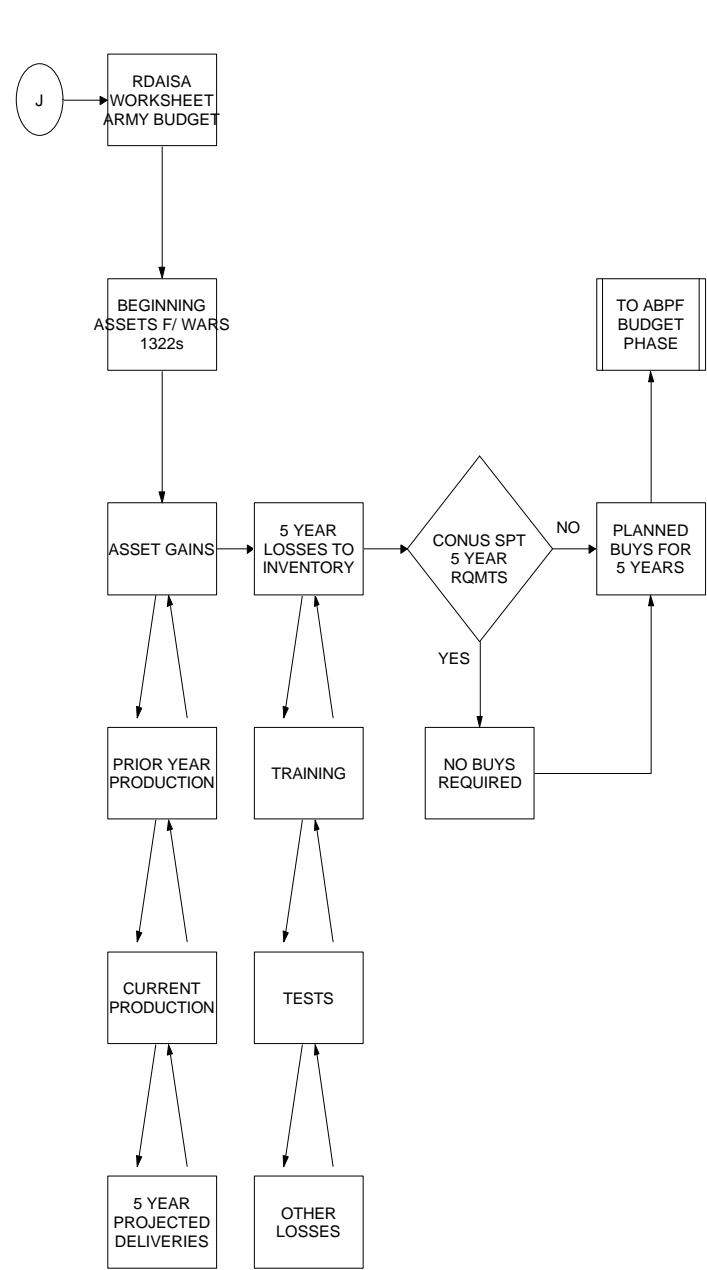 J
RDAISA
WORKSHEET
ARMY BUDGET
BEGINNING
ASSETS F/ WARS
1322s
TO ABPF
BUDGET
PHASE
ASSET GAINS
5 YEAR
LOSSES TO
INVENTORY
CONUS SPT
5 YEAR
RQMTS
NO
PLANNED
BUYS FOR
5 YEARS
YES
PRIOR YEAR
PRODUCTION
TRAINING
NO BUYS
REQUIRED
CURRENT
PRODUCTION
TESTS
5 YEAR
PROJECTED
DELIVERIES
OTHER
LOSSES